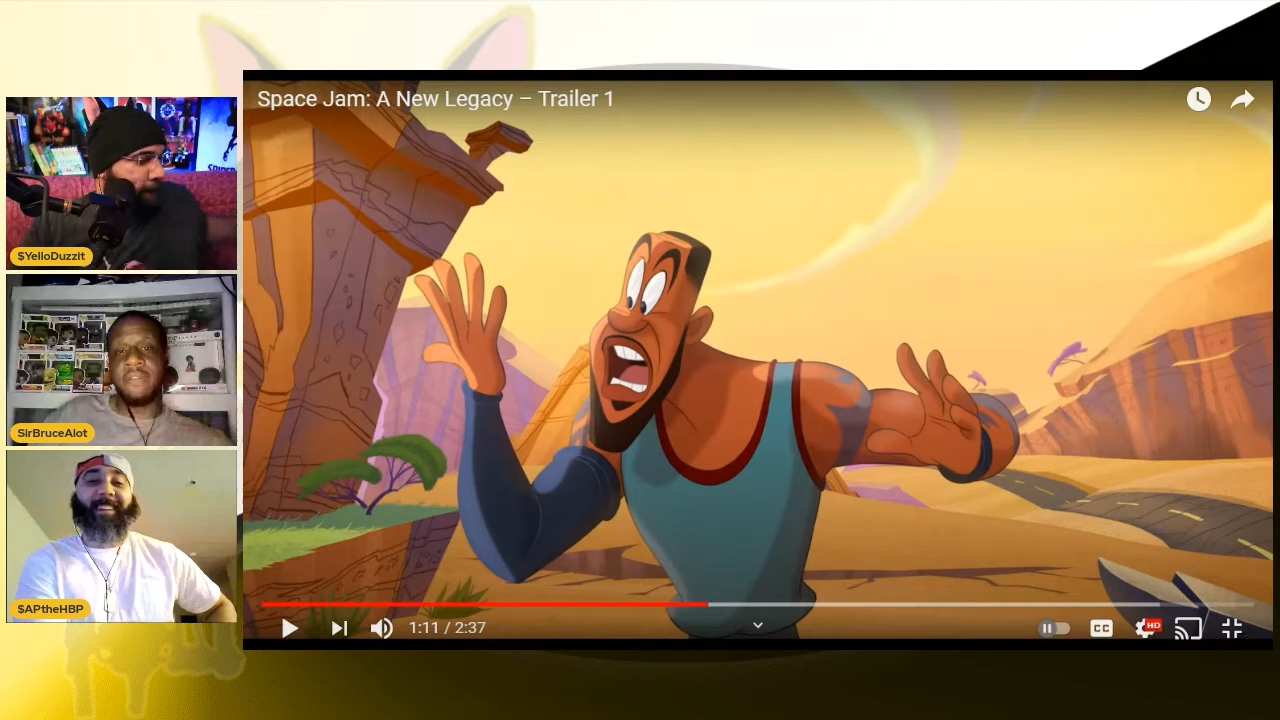 Space Jam: A New Legacy – Trailer 1
$YelloDuzzit
SirBruceAlot
$APtheHBP
1:11 / 2:37
CC
HD